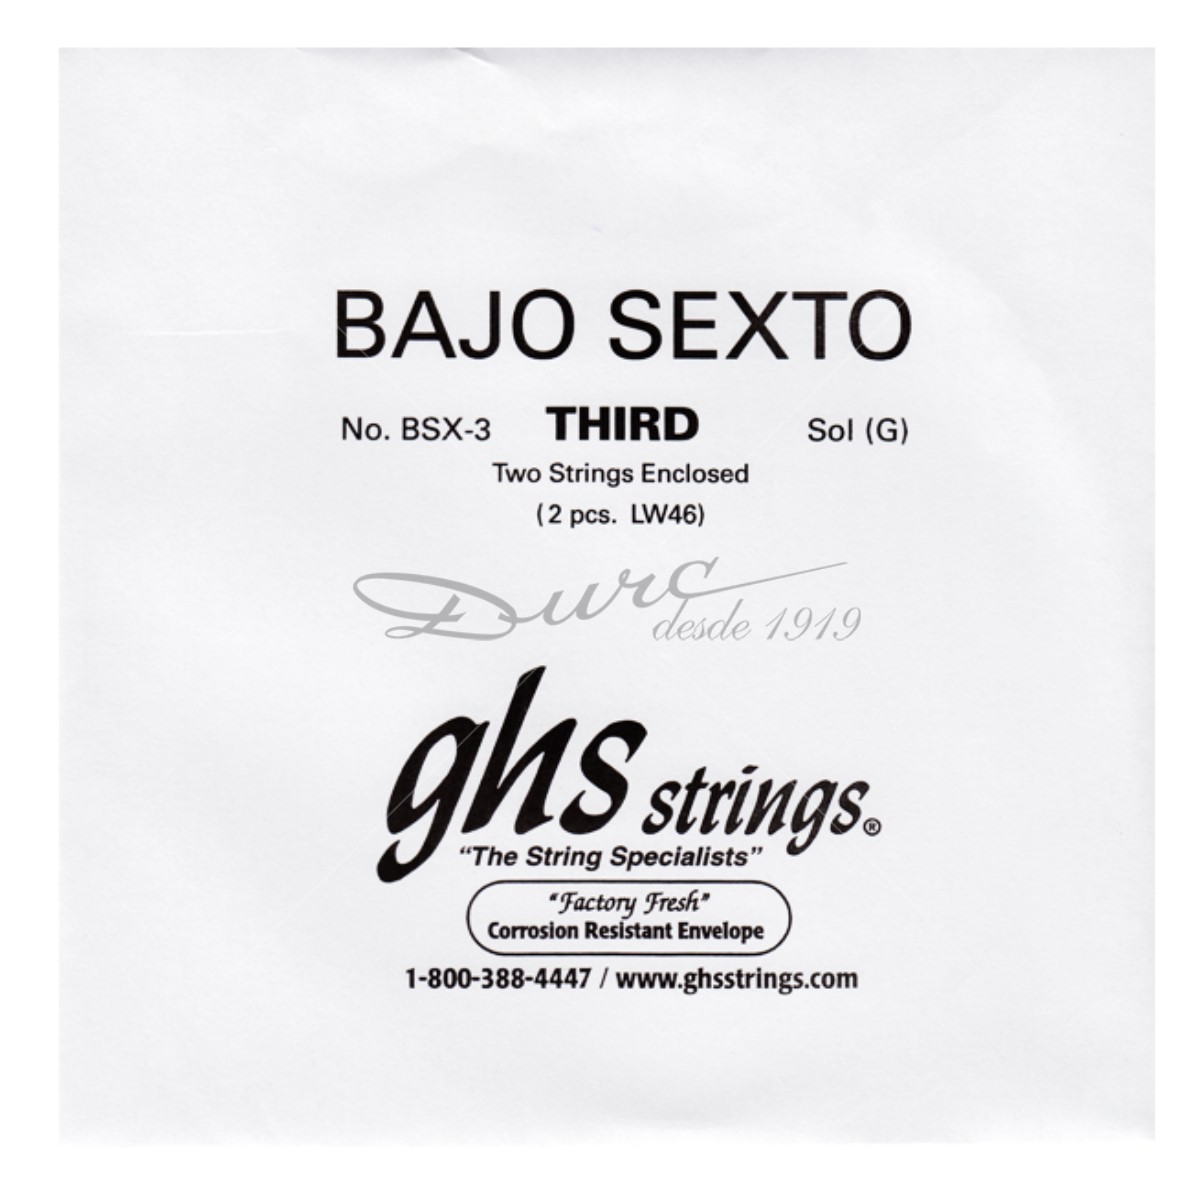 BAJO SEXTO
No. BSX-3 THIRD Sol (G)
Two Strings Enclosed
(2 pcs. LW46)
Durc
desde 1919
ghs strings®
"The String Specialists"
"Factory Fresh"
Corrosion Resistant Envelope
1-800-388-4447 / www.ghsstrings.com